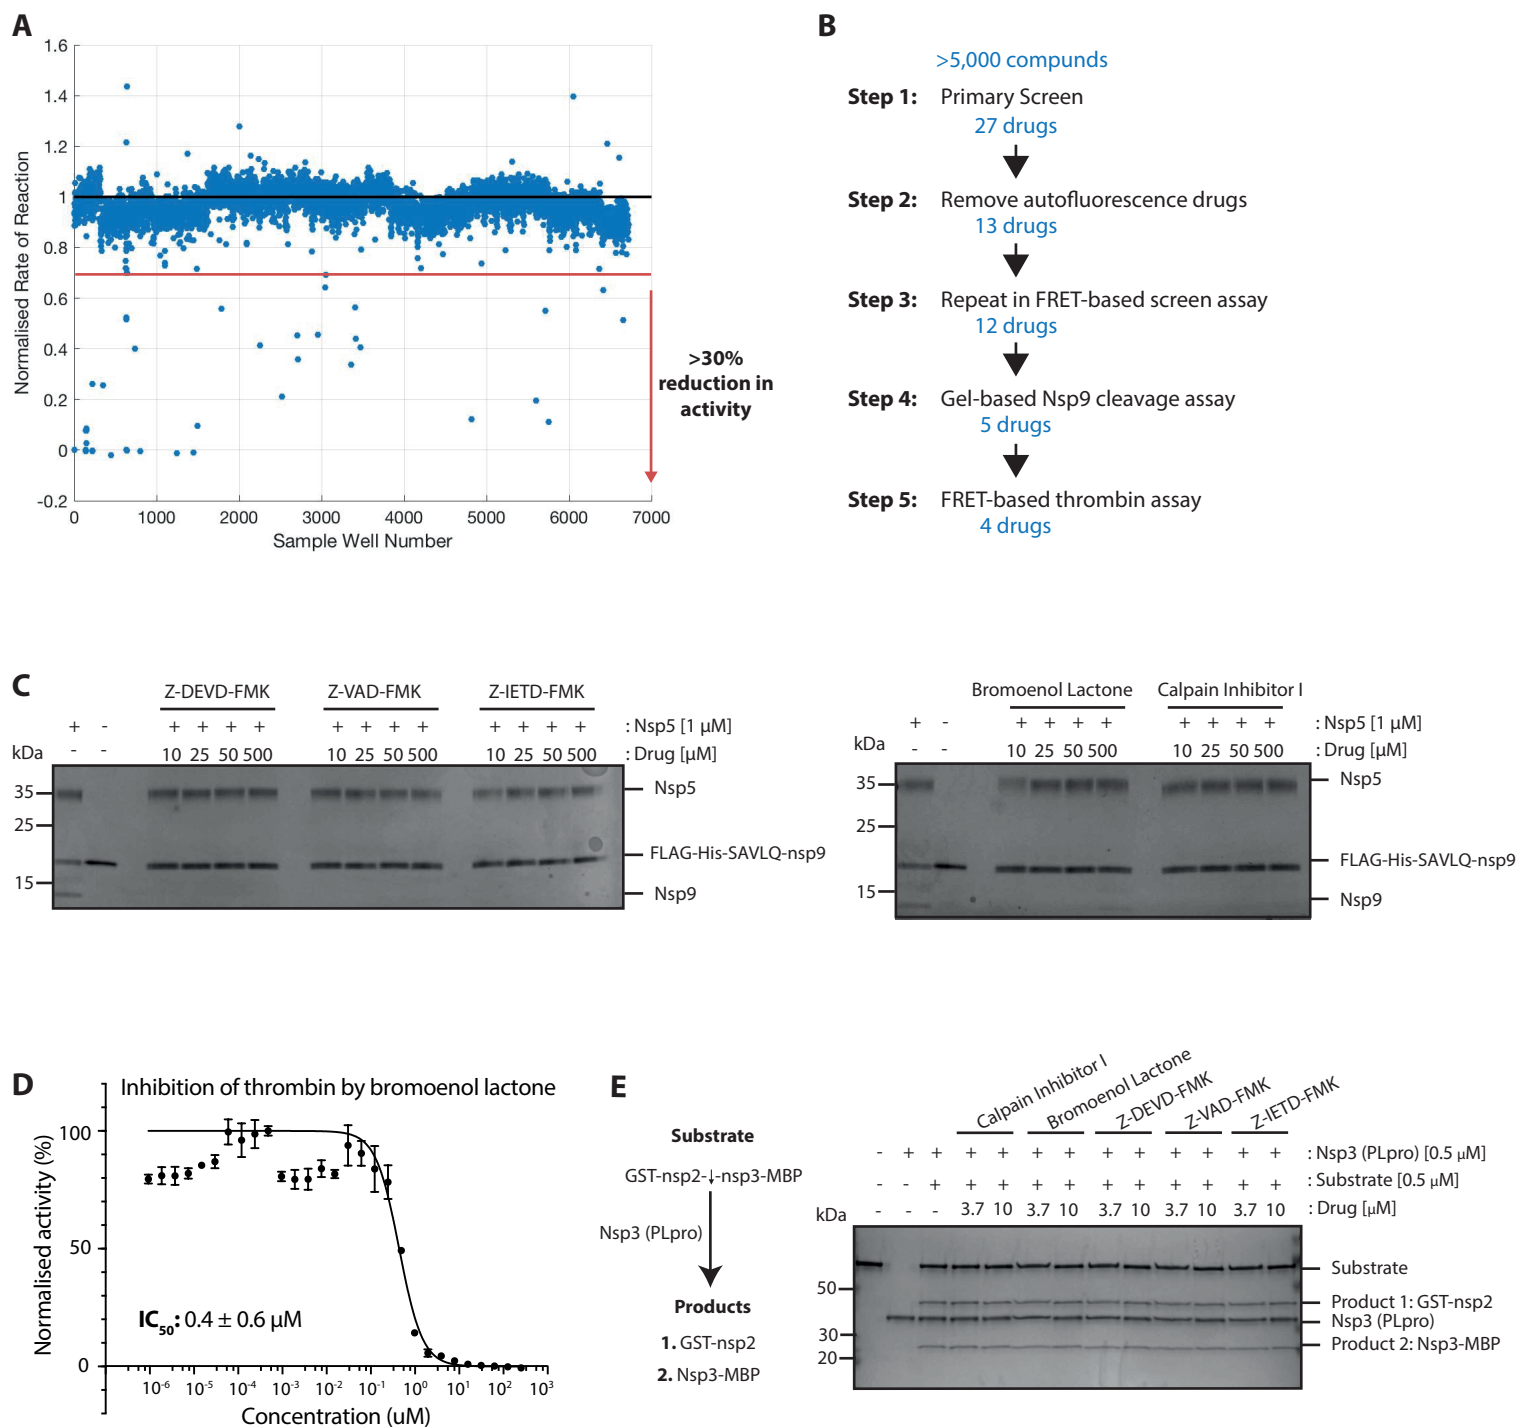 A
1.6
1.4
1.2
1
0.8
0.6
0.4
0.2
0
-0.2
Normalised Rate of Reaction
0 1000 2000 3000 4000 5000 6000 7000
Sample Well Number
>30%
reduction in
activity
B
>5,000 compunds
Step 1: Primary Screen
27 drugs
Step 2: Remove autofluorescence drugs
13 drugs
Step 3: Repeat in FRET-based screen assay
12 drugs
Step 4: Gel-based Nsp9 cleavage assay
5 drugs
Step 5: FRET-based thrombin assay
4 drugs
C
Z-DEVD-FMK Z-VAD-FMK Z-IETD-FMK
+ - + + + + + + + + + + + + : Nsp5 [1 µM]
kDa - - 10 25 50 500 10 25 50 500 10 25 50 500 : Drug [µM]
35 Nsp5
25
FLAG-His-SAVLQ-nsp9
15
Nsp9
Bromoenol Lactone Calpain Inhibitor I
+ - + + + + + + + + : Nsp5 [1 µM]
kDa - - 10 25 50 500 10 25 50 500 : Drug [µM]
35 Nsp5
25
FLAG-His-SAVLQ-nsp9
15
Nsp9
D
Inhibition of thrombin by bromoenol lactone
100
50
0
Normalised activity (%)
IC50: 0.4 ± 0.6 µM
10-6 10-5 10-4 10-3 10-2 10-1 100 101 102 103
Concentration (uM)
E
Substrate
GST-nsp2-↓-nsp3-MBP
Nsp3 (PLpro)
Products
1. GST-nsp2
2. Nsp3-MBP
Calpain Inhibitor I
Bromoenol Lactone
Z-DEVD-FMK
Z-VAD-FMK
Z-IETD-FMK
- + + + + + + + + + + + + : Nsp3 (PLpro) [0.5 µM]
- - + + + + + + + + + + + : Substrate [0.5 µM]
kDa - - - 3.7 10 3.7 10 3.7 10 3.7 10 3.7 10 : Drug [µM]
Substrate
50
Product 1: GST-nsp2
Nsp3 (PLpro)
30
Product 2: Nsp3-MBP
20